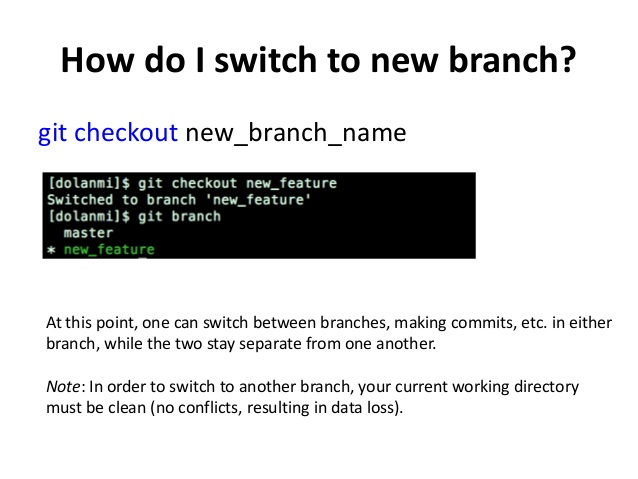 How do I switch to new branch?
git checkout new_branch_name
[dolanmi]$ git checkout new_feature
Switched to branch 'new_feature'
[dolanmi]$ git branch
  master
* new_feature
At this point, one can switch between branches, making commits, etc. in either
branch, while the two stay separate from one another.
Note: In order to switch to another branch, your current working directory
must be clean (no conflicts, resulting in data loss).